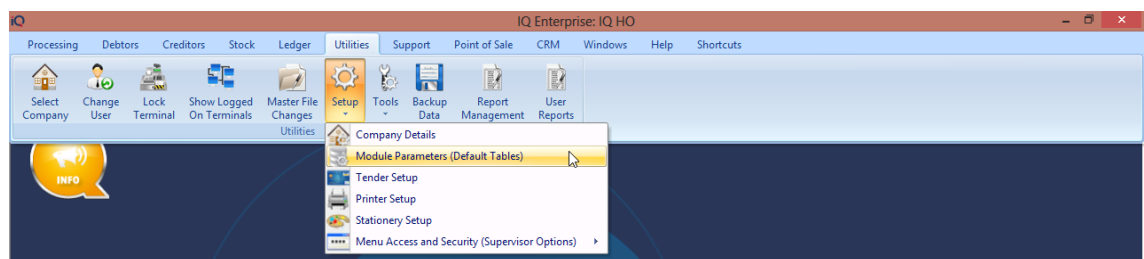 iQ IQ Enterprise: IQ HO
Processing Debtors Creditors Stock Ledger Utilities Support Point of Sale CRM Windows Help Shortcuts
Select Company
Change User
Lock Terminal
Show Logged On Terminals
Master File Changes
Setup
Tools
Backup Data
Report Management
User Reports
Utilities
Company Details
Module Parameters (Default Tables)
Tender Setup
Printer Setup
Stationery Setup
Menu Access and Security (Supervisor Options)
INFO